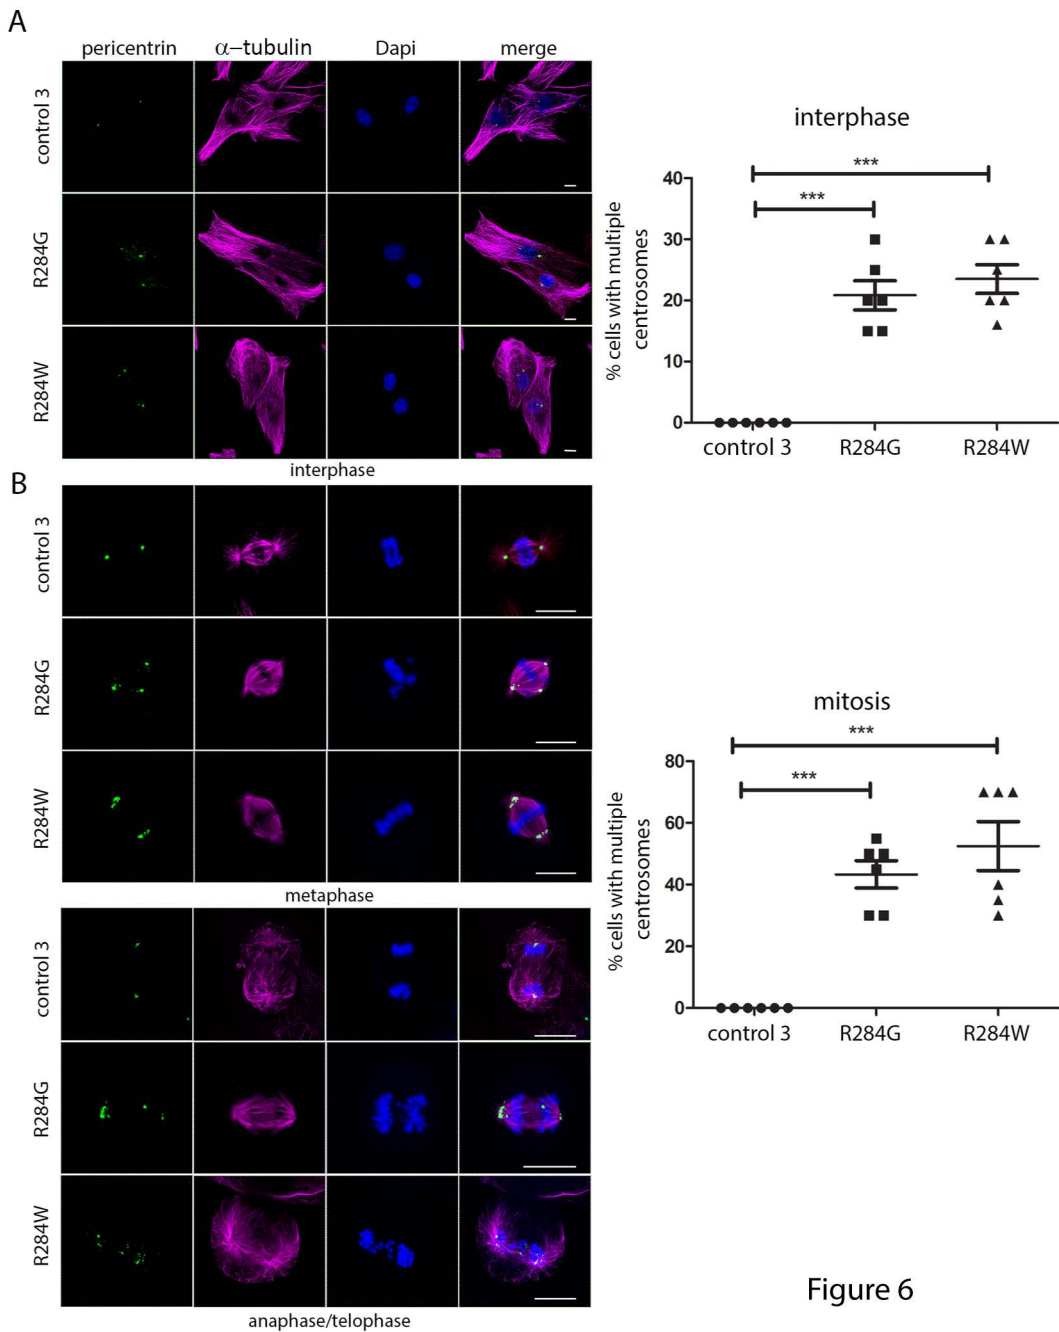 A
pericentrin α–tubulin Dapi merge
control 3
R284G
R284W
interphase
interphase
% cells with multiple
centrosomes
40
30
20
10
0
***
***
control 3 R284G R284W
B
control 3
R284G
R284W
metaphase
control 3
R284G
R284W
anaphase/telophase
mitosis
% cells with multiple
centrosomes
80
60
40
20
0
***
***
control 3 R284G R284W
Figure 6